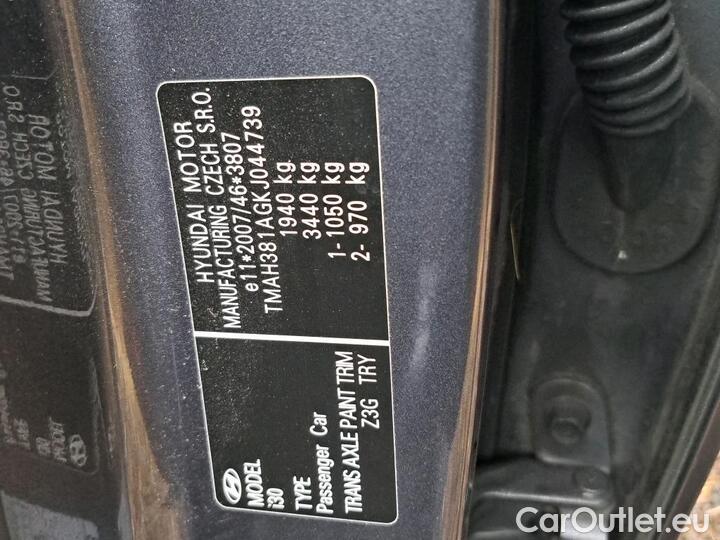 HYUNDAI MOTOR
MANUFACTURING CZECH S.R.O.
e11*2007/46*3807
TMAH381AGKJ044739
1940 kg
3440 kg
1- 1050 kg
2- 970 kg
MODEL
i30
TYPE
Passenger Car
TRANS AXLE PAINT TRIM
Z3G TRY
CarOutlet.eu